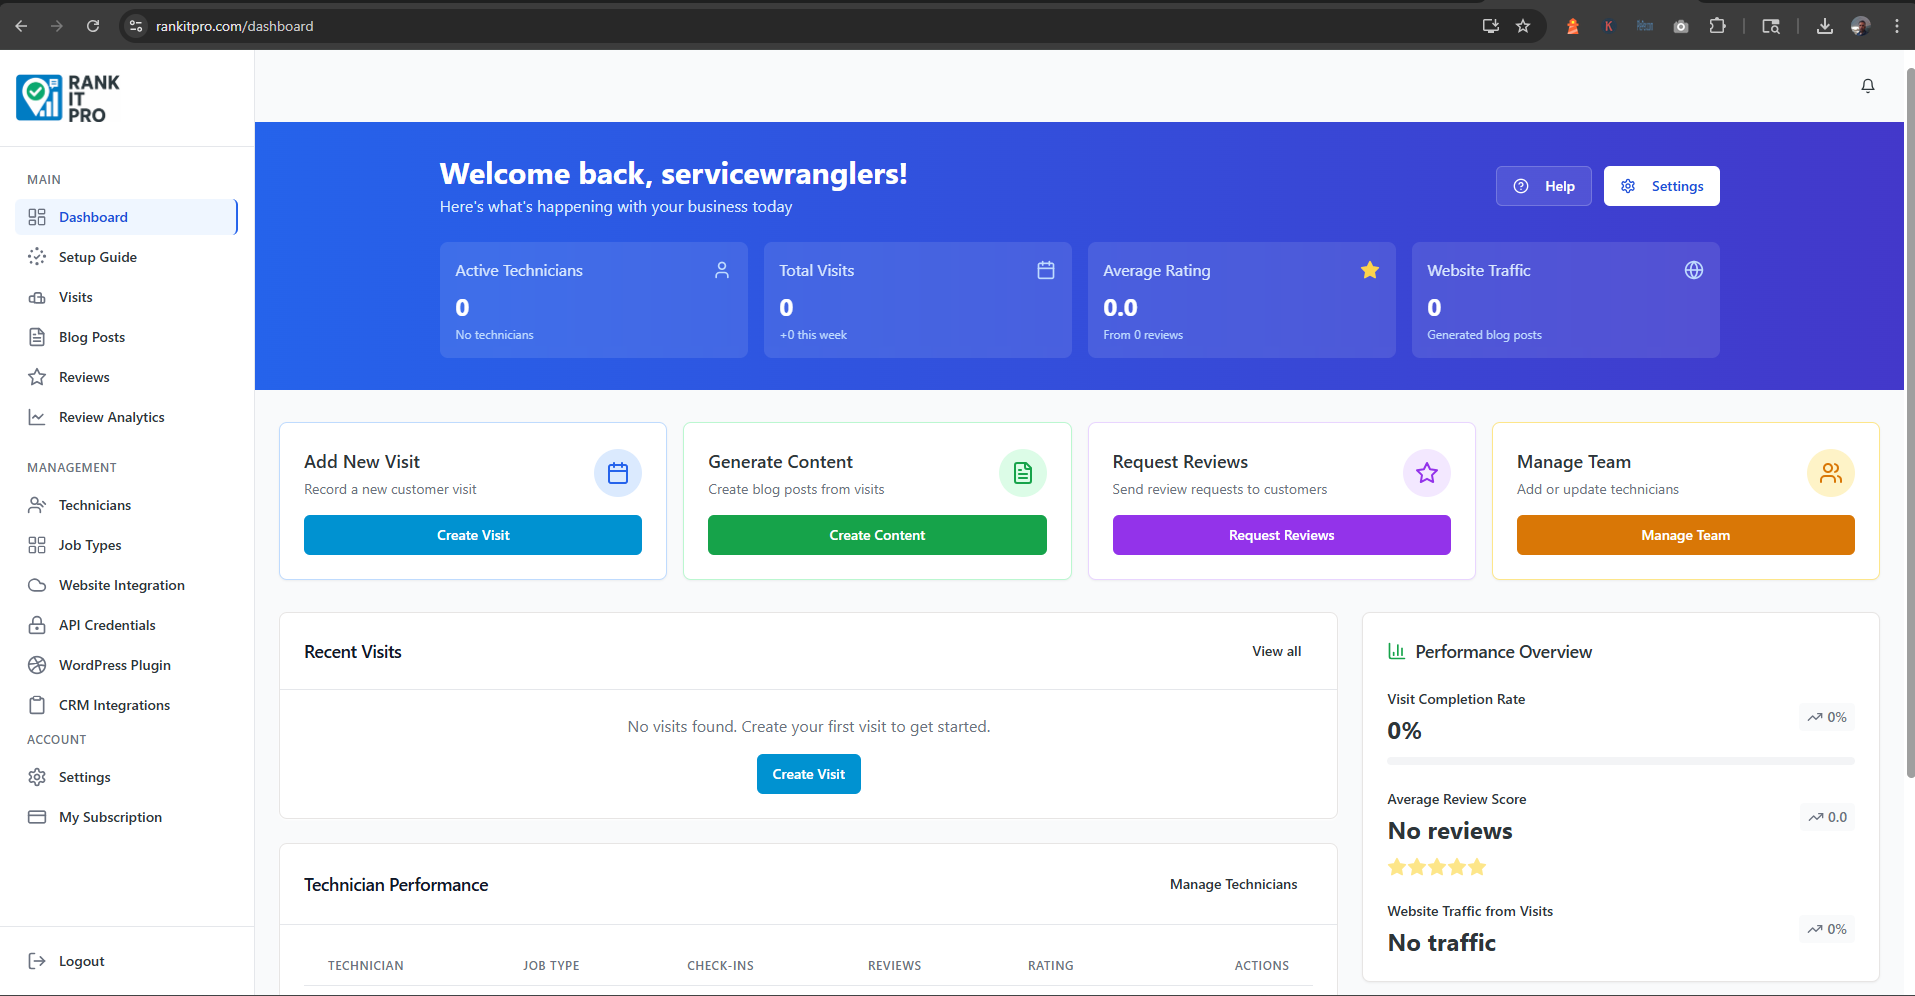 rankitpro.com/dashboard
K
RANK
IT
PRO
MAIN
Dashboard
Setup Guide
Visits
Blog Posts
Reviews
Review Analytics
MANAGEMENT
Technicians
Job Types
Website Integration
API Credentials
WordPress Plugin
CRM Integrations
ACCOUNT
Settings
My Subscription
Logout
Welcome back, servicewranglers!
Here's what's happening with your business today
Help
Settings
Active Technicians
0
No technicians
Total Visits
0
+0 this week
Average Rating
0.0
From 0 reviews
Website Traffic
0
Generated blog posts
Add New Visit
Record a new customer visit
Create Visit
Generate Content
Create blog posts from visits
Create Content
Request Reviews
Send review requests to customers
Request Reviews
Manage Team
Add or update technicians
Manage Team
Recent Visits
View all
No visits found. Create your first visit to get started.
Create Visit
Technician Performance
Manage Technicians
TECHNICIAN JOB TYPE CHECK-INS REVIEWS RATING ACTIONS
Performance Overview
Visit Completion Rate
0%
0%
Average Review Score
No reviews
0.0
Website Traffic from Visits
No traffic
0%